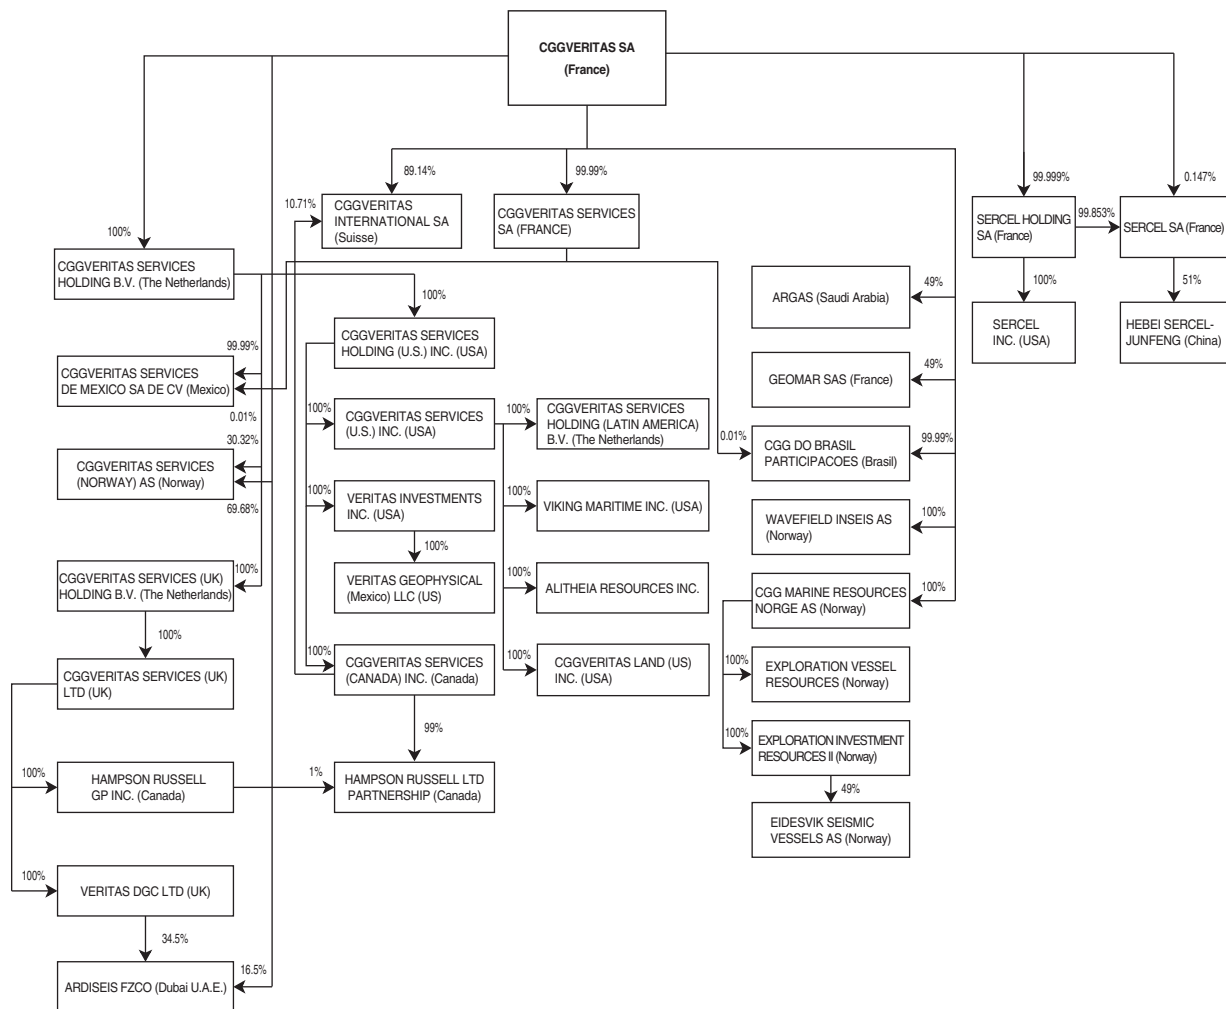 CGGVERITAS SA
(France)
89.14%
99.99%
99.999%
0.147%
10.71%
CGGVERITAS
INTERNATIONAL SA
(Suisse)
CGGVERITAS SERVICES
SA (FRANCE)
SERCEL HOLDING
SA (France)
99.853%
SERCEL SA (France)
100%
CGGVERITAS SERVICES
HOLDING B.V. (The Netherlands)
100%
49%
ARGAS (Saudi Arabia)
100%
51%
CGGVERITAS SERVICES
HOLDING (U.S.) INC. (USA)
SERCEL
INC. (USA)
HEBEI SERCEL-
JUNFENG (China)
99.99%
CGGVERITAS SERVICES
DE MEXICO SA DE CV (Mexico)
0.01%
49%
GEOMAR SAS (France)
100%
CGGVERITAS SERVICES
(U.S.) INC. (USA)
100%
CGGVERITAS SERVICES
HOLDING (LATIN AMERICA)
B.V. (The Netherlands)
0.01%
CGG DO BRASIL
PARTICIPACOES (Brasil)
99.99%
30.32%
CGGVERITAS SERVICES
(NORWAY) AS (Norway)
69.68%
100%
VERITAS INVESTMENTS
INC. (USA)
100%
VIKING MARITIME INC. (USA)
WAVEFIELD INSEIS AS
(Norway)
100%
100%
CGGVERITAS SERVICES (UK)
HOLDING B.V. (The Netherlands)
100%
100%
VERITAS GEOPHYSICAL
(Mexico) LLC (US)
100%
ALITHEIA RESOURCES INC.
CGG MARINE RESOURCES
NORGE AS (Norway)
100%
100%
CGGVERITAS SERVICES (UK)
LTD (UK)
100%
CGGVERITAS SERVICES
(CANADA) INC. (Canada)
100%
CGGVERITAS LAND (US)
INC. (USA)
100%
EXPLORATION VESSEL
RESOURCES (Norway)
99%
100%
EXPLORATION INVESTMENT
RESOURCES II (Norway)
100%
HAMPSON RUSSELL
GP INC. (Canada)
1%
HAMPSON RUSSELL LTD
PARTNERSHIP (Canada)
49%
EIDESVIK SEISMIC
VESSELS AS (Norway)
100%
VERITAS DGC LTD (UK)
34.5%
16.5%
ARDISEIS FZCO (Dubai U.A.E.)